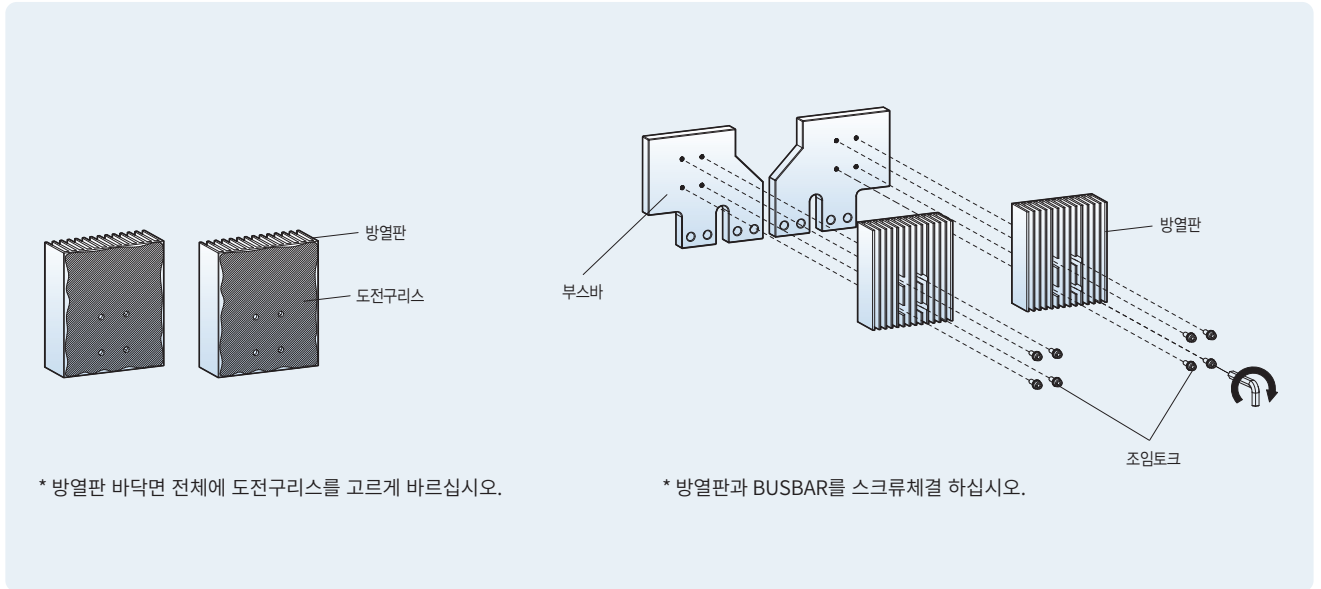 방열판
도전구리스
* 방열판 바닥면 전체에 도전구리스를 고르게 바르십시오.
부스바
방열판
조임토크
* 방열판과 BUSBAR를 스크류체결 하십시오.